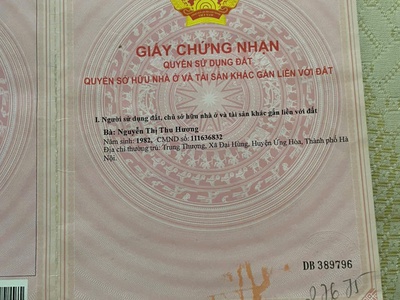 GIẤY CHỨNG NHẬN
QUYỀN SỬ DỤNG ĐẤT
QUYỀN SỞ HỮU NHÀ Ở VÀ TÀI SẢN KHÁC GẮN LIỀN VỚI ĐẤT
I. Người sử dụng đất, chủ sở hữu nhà ở và tài sản khác gắn liền với đất
Bà: Nguyễn Thị Thu Hương
Năm sinh: 1982, CMND số: 111636832
Địa chỉ thường trú: Trung Thượng, Xã Đại Hùng, Huyện Ứng Hòa, Thành phố Hà
Nội.
DB 389796